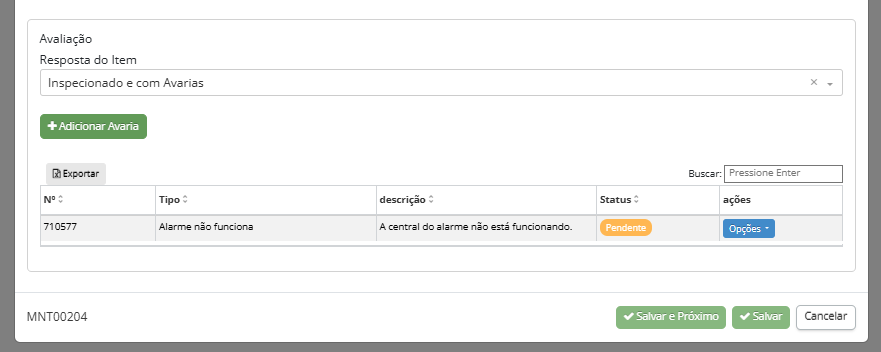 Avaliação
Resposta do Item
Inspecionado e com Avarias ×
Adicionar Avaria
Exportar Buscar: Pressione Enter
Nº Tipo descrição Status ações
710577 Alarme não funciona A central do alarme não está funcionando. Pendente Opções
MNT00204 Salvar e Próximo Salvar Cancelar